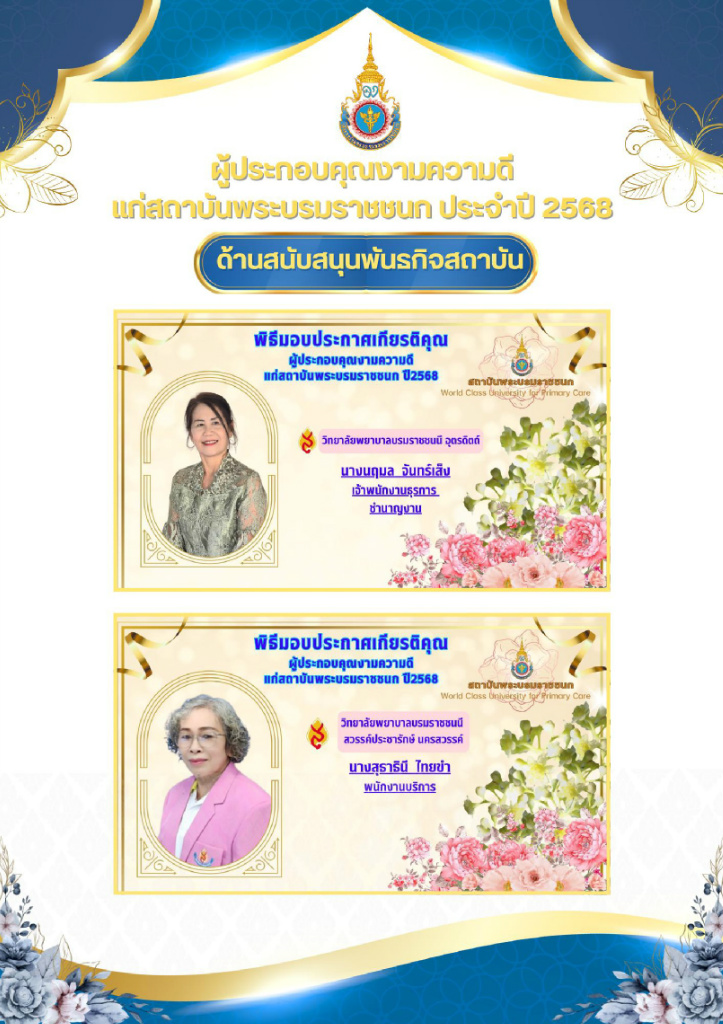 ผู้ประกอบคุณงามความดี
แก่สถาบันพระบรมราชชนก ประจำปี 2568
ด้านสนับสนุนพันธกิจสถาบัน
พิธีมอบประกาศเกียรติคุณ
ผู้ประกอบคุณงามความดี
แก่สถาบันพระบรมราชชนก ปี2568
สถาบันพระบรมราชชนก
World Class University for Primary Care
วิทยาลัยพยาบาลบรมราชชนนี อุตรดิตถ์
นางนฤมล จันทร์เส็ง
เจ้าพนักงานธุรการ
ชำนาญงาน
พิธีมอบประกาศเกียรติคุณ
ผู้ประกอบคุณงามความดี
แก่สถาบันพระบรมราชชนก ปี2568
สถาบันพระบรมราชชนก
World Class University for Primary Care
วิทยาลัยพยาบาลบรมราชชนนี
สวรรค์ประชารักษ์ นครสวรรค์
นางสุธาธินี ไทยขำ
พนักงานบริการ